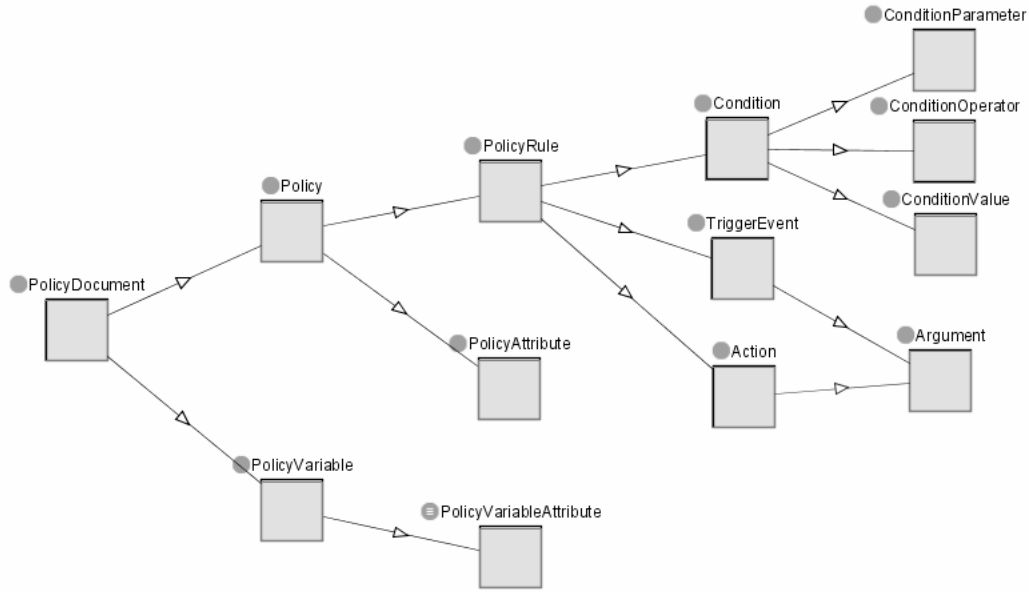 ConditionParameter
Condition
ConditionOperator
PolicyRule
Policy
ConditionValue
TriggerEvent
PolicyDocument
PolicyAttribute
Action
Argument
PolicyVariable
PolicyVariableAttribute